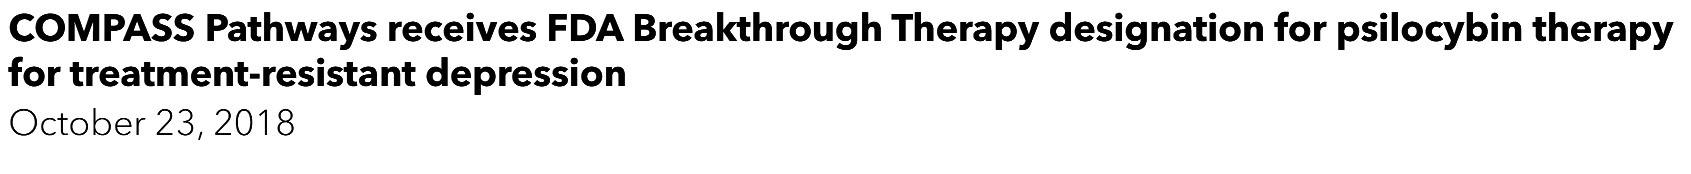 COMPASS Pathways receives FDA Breakthrough Therapy designation for psilocybin therapy
for treatment-resistant depression
October 23, 2018